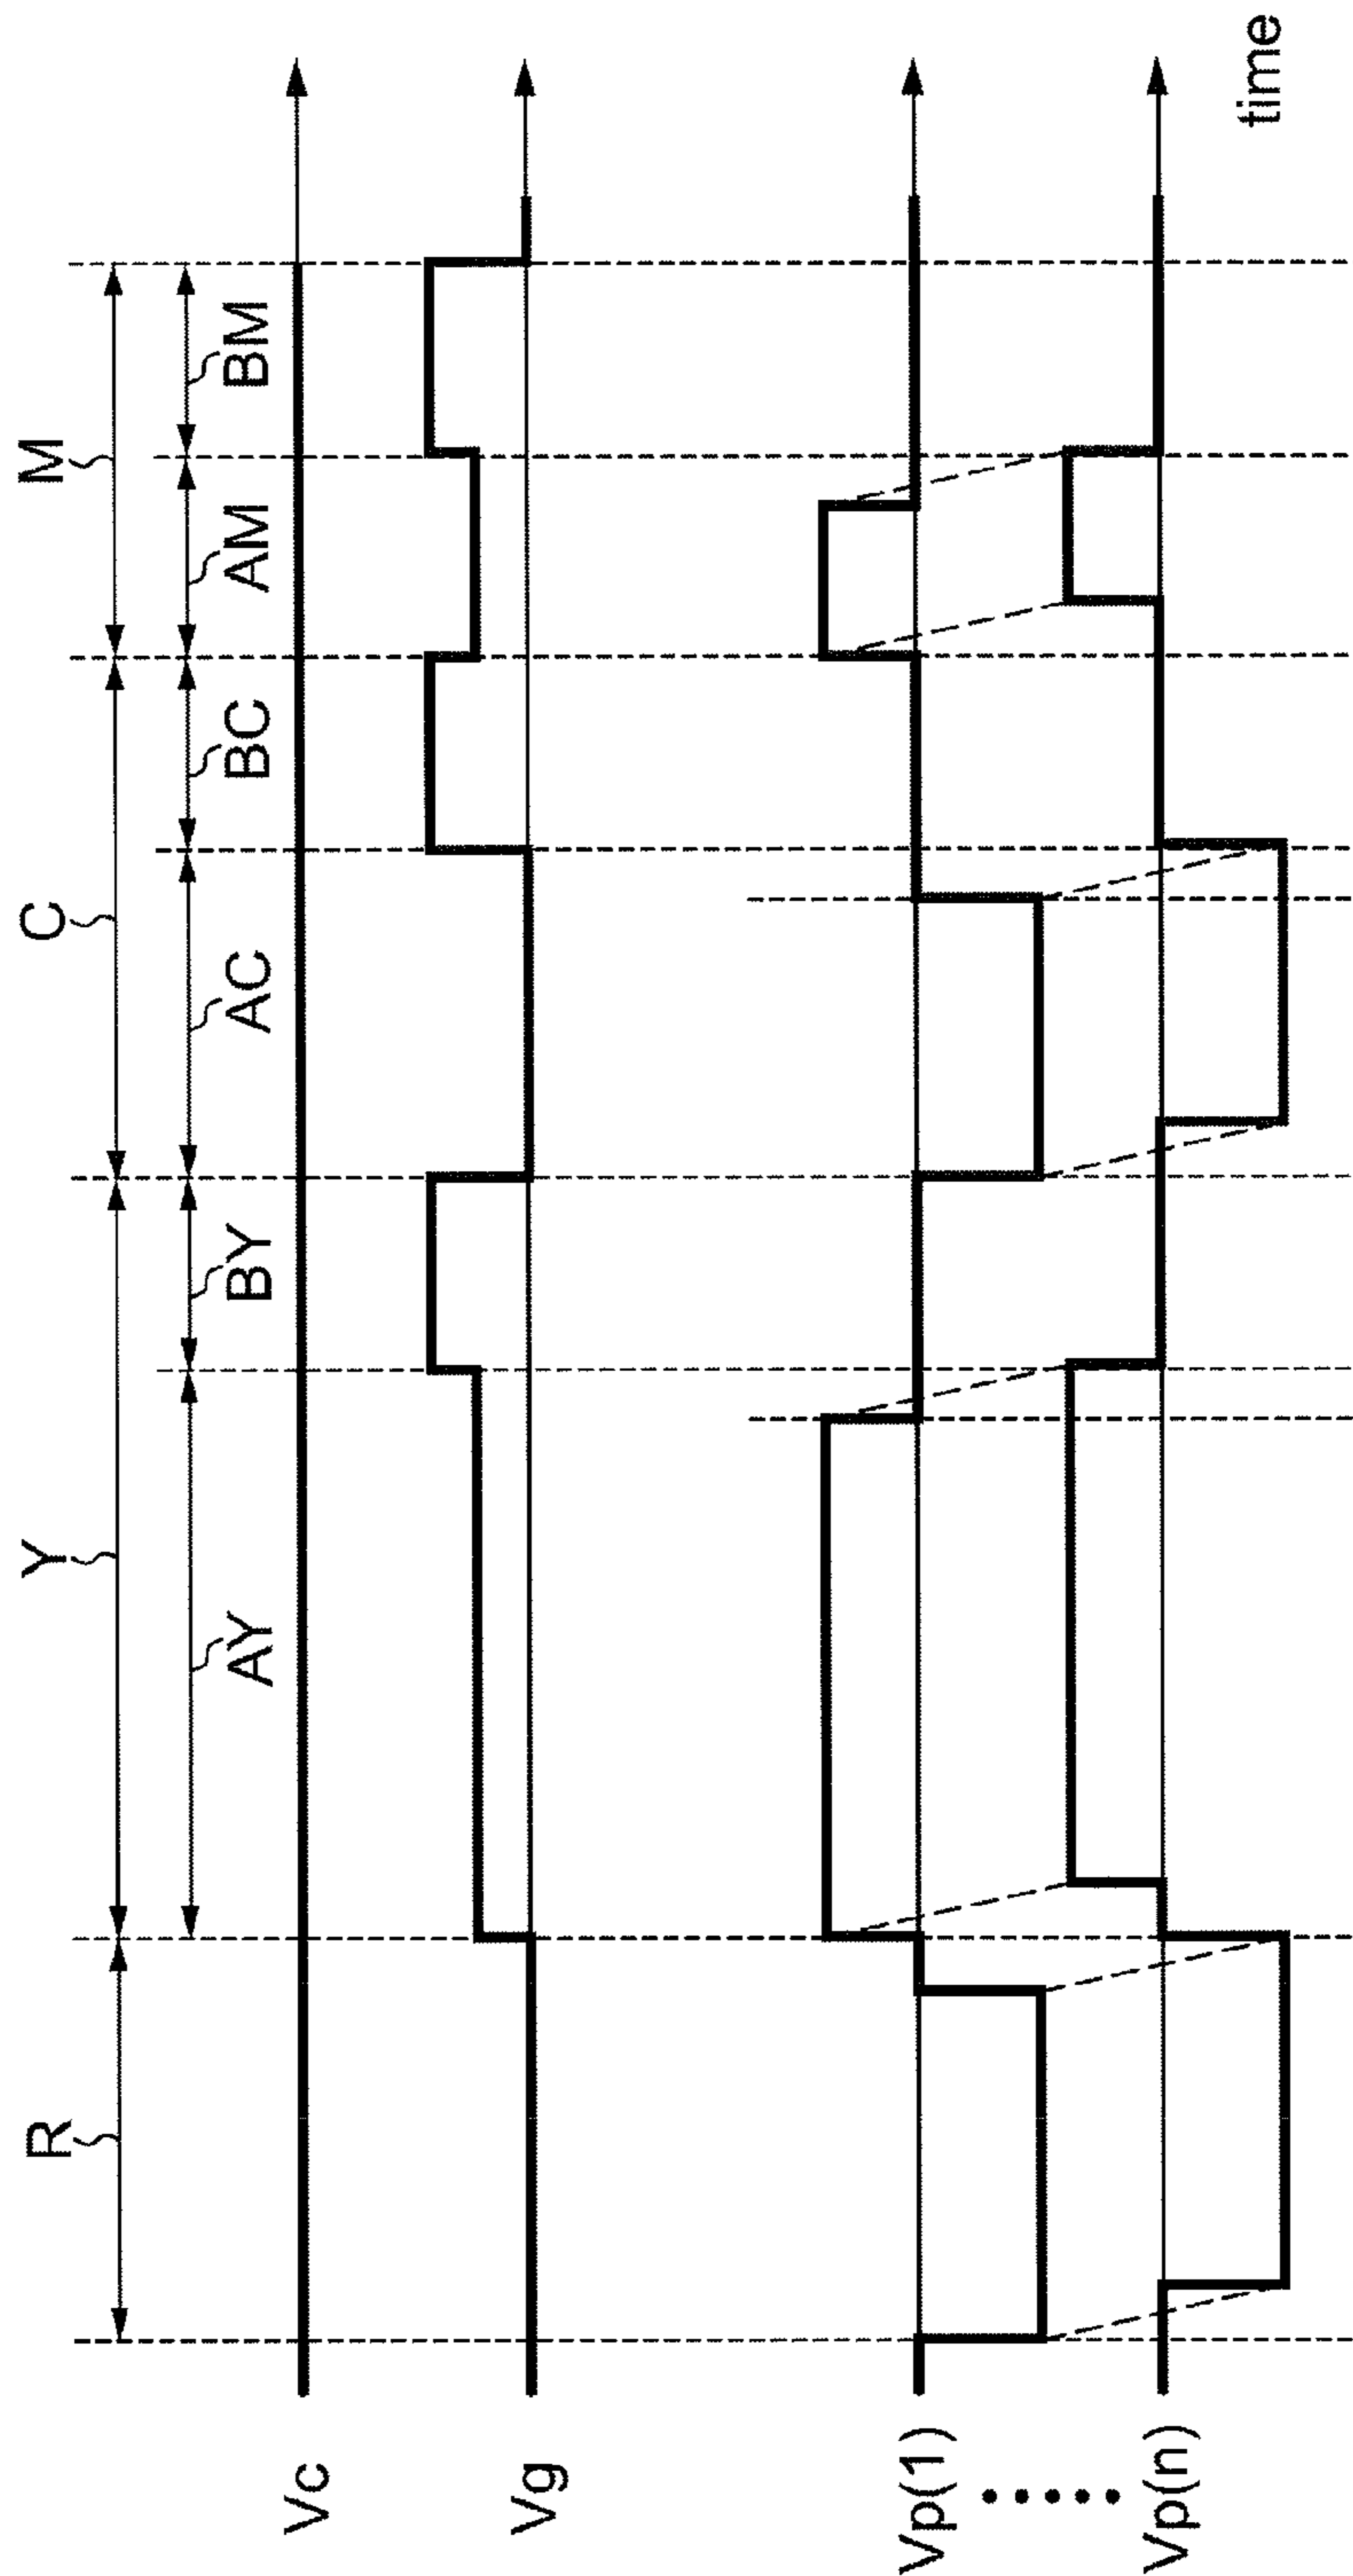 R Y C M
AY BY AC BC AM BM
Vc
Vg
Vp(1)
Vp(n)
time